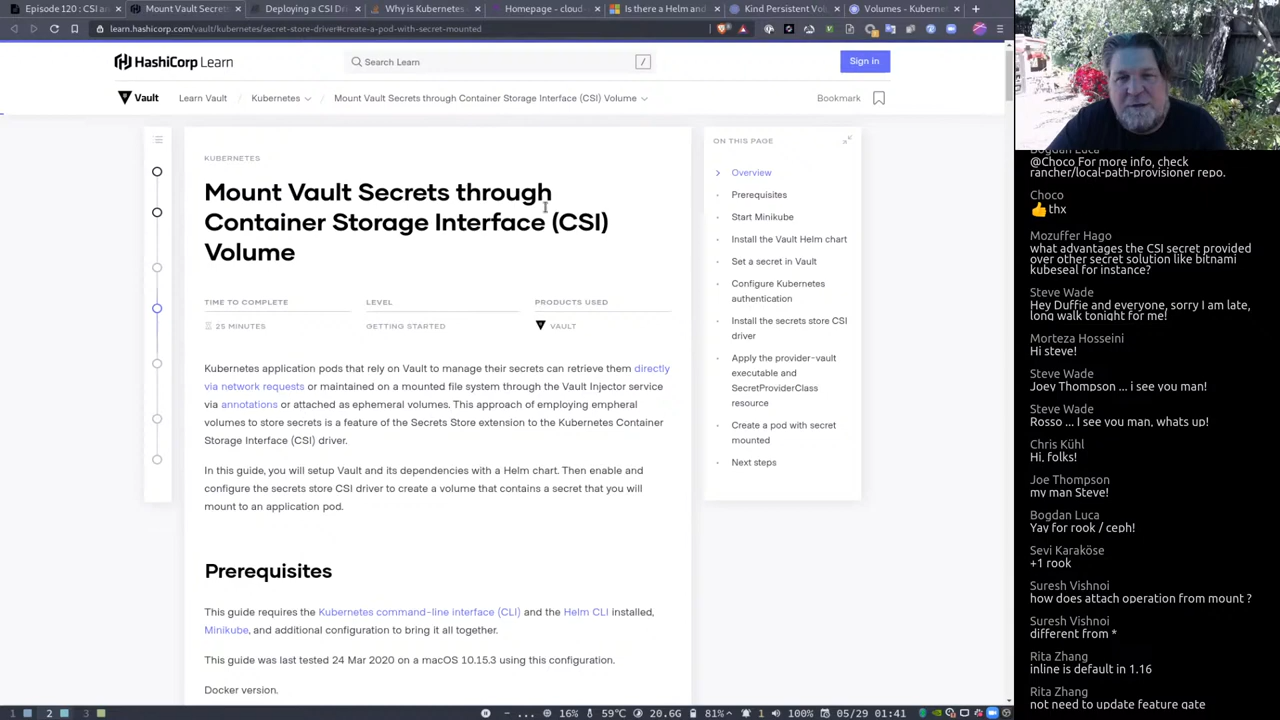 Episode 120 : CSI an
Mount Vault Secrets
Deploying a CSI Dri
Why is Kubernetes
Homepage - cloud-
Is there a Helm and
Kind Persistent Volu
Volumes - Kubernet
learn.hashicorp.com/vault/kubernetes/secret-store-driver#create-a-pod-with-secret-mounted
HashiCorp Learn
Search Learn
/
Sign in
Vault
Learn Vault
Kubernetes
Mount Vault Secrets through Container Storage Interface (CSI) Volume
Bookmark
KUBERNETES
Mount Vault Secrets through
Container Storage Interface (CSI)
Volume
TIME TO COMPLETE
LEVEL
PRODUCTS USED
25 MINUTES
GETTING STARTED
VAULT
Kubernetes application pods that rely on Vault to manage their secrets can retrieve them directly
via network requests or maintained on a mounted file system through the Vault Injector service
via annotations or attached as ephemeral volumes. This approach of employing empheral
volumes to store secrets is a feature of the Secrets Store extension to the Kubernetes Container
Storage Interface (CSI) driver.
In this guide, you will setup Vault and its dependencies with a Helm chart. Then enable and
configure the secrets store CSI driver to create a volume that contains a secret that you will
mount to an application pod.
Prerequisites
This guide requires the Kubernetes command-line interface (CLI) and the Helm CLI installed,
Minikube, and additional configuration to bring it all together.
This guide was last tested 24 Mar 2020 on a macOS 10.15.3 using this configuration.
Docker version.
ON THIS PAGE
Overview
Prerequisites
Start Minikube
Install the Vault Helm chart
Set a secret in Vault
Configure Kubernetes
authentication
Install the secrets store CSI
driver
Apply the provider-vault
executable and
SecretProviderClass
resource
Create a pod with secret
mounted
Next steps
Bogdan Luca
@Choco For more info, check
rancher/local-path-provisioner repo.
Choco
👍 thx
Mozuffer Hago
what advantages the CSI secret provided
over other secret solution like bitnami
kubeseal for instance?
Steve Wade
Hey Duffie and everyone, sorry I am late,
long walk tonight for me!
Morteza Hosseini
Hi steve!
Steve Wade
Joey Thompson ... i see you man!
Steve Wade
Rosso ... I see you man, whats up!
Chris Kühl
Hi, folks!
Joe Thompson
my man Steve!
Bogdan Luca
Yay for rook / ceph!
Sevi Karaköse
+1 rook
Suresh Vishnoi
how does attach operation from mount ?
Suresh Vishnoi
different from *
Rita Zhang
inline is default in 1.16
Rita Zhang
not need to update feature gate
1
2
3
...
16%
59℃
20.6G
81%
1
100%
05/29
01:41